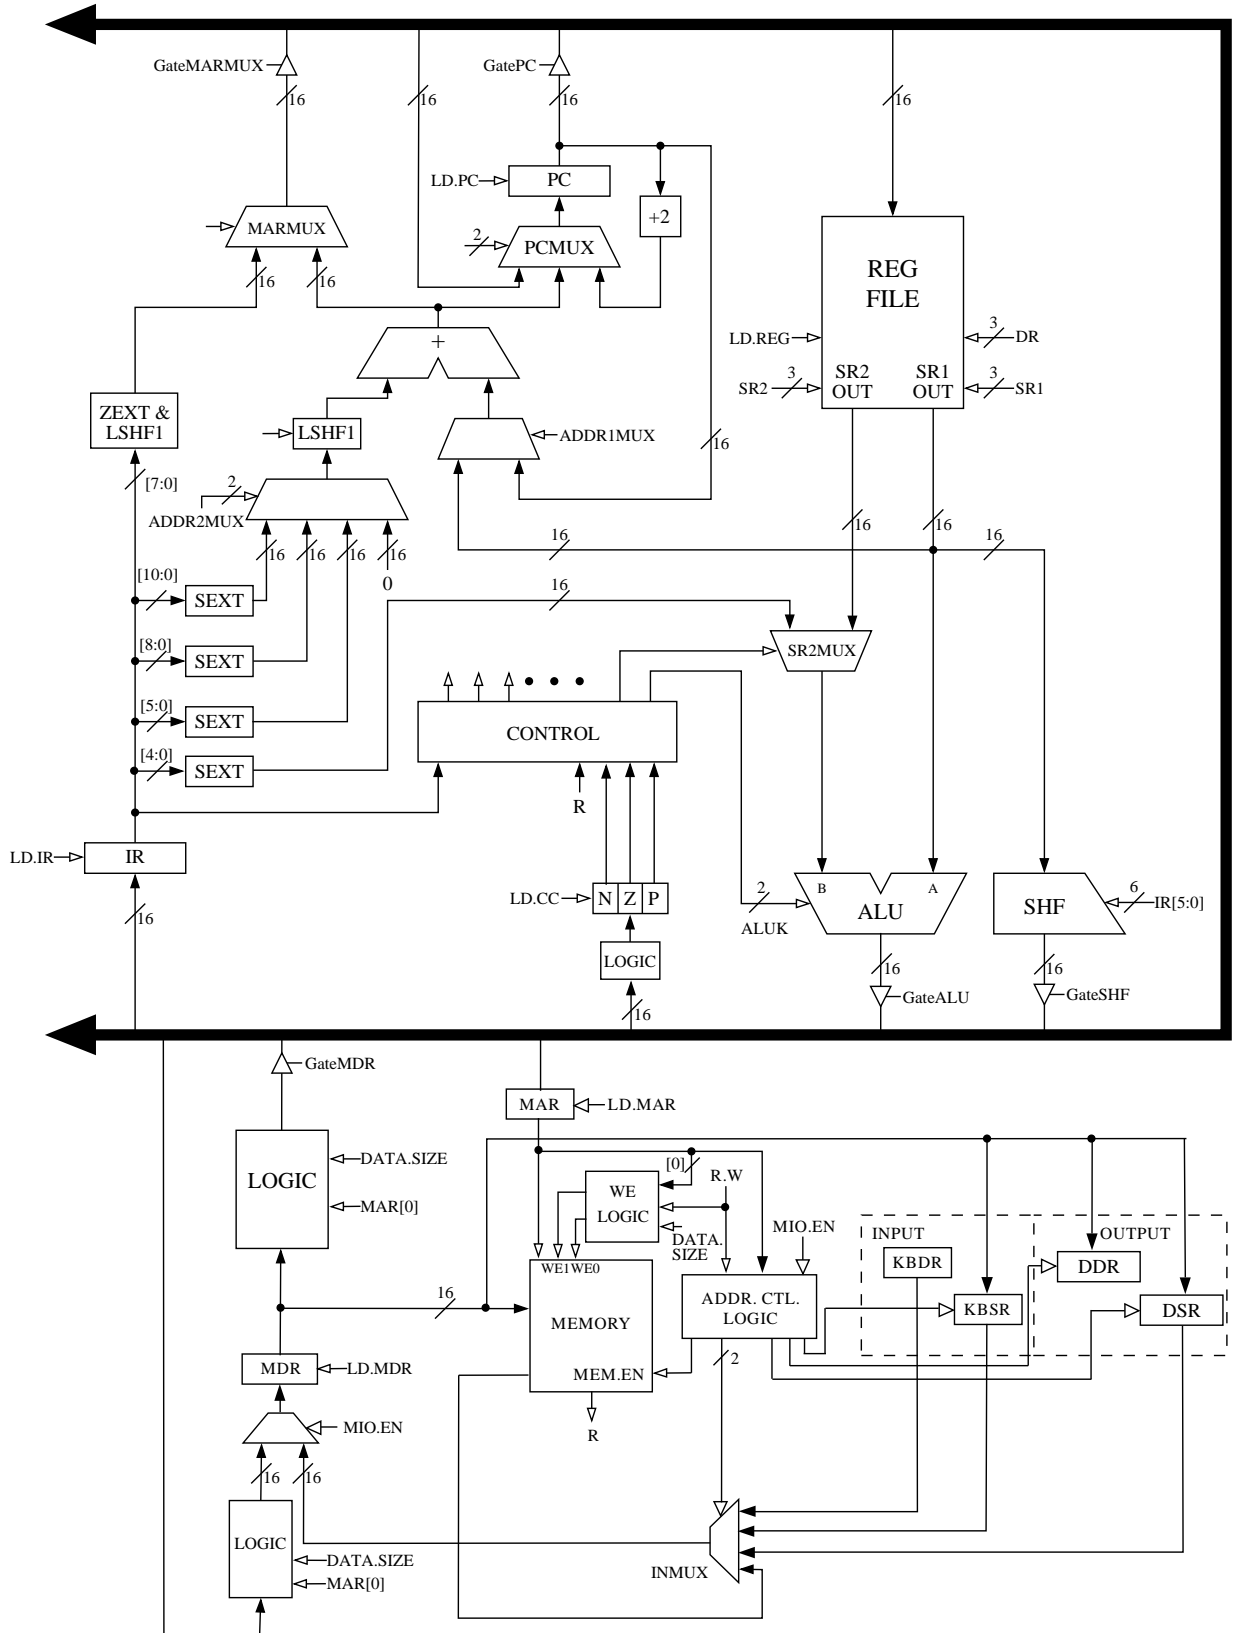 GateMARMUX
GatePC
16
16
16
16
LD.PC
PC
+2
MARMUX
2
PCMUX
16
16
REG
FILE
LD.REG
3
DR
SR2
3
SR2
OUT
SR1
OUT
3
SR1
+
ZEXT &
LSHF1
LSHF1
ADDR1MUX
16
[7:0]
2
ADDR2MUX
16
16
16
16
0
16
16
16
16
[10:0]
SEXT
16
[8:0]
SEXT
SR2MUX
[5:0]
SEXT
CONTROL
[4:0]
SEXT
R
LD.IR
IR
16
LD.CC
N Z P
2
ALUK
B
A
ALU
SHF
6
IR[5:0]
LOGIC
16
16
16
GateALU
GateSHF
GateMDR
MAR
LD.MAR
LOGIC
DATA.SIZE
MAR[0]
[0]
R.W
WE
LOGIC
DATA.
SIZE
MIO.EN
INPUT
KBDR
OUTPUT
DDR
WE1 WE0
16
MEMORY
ADDR. CTL.
LOGIC
KBSR
DSR
MDR
LD.MDR
MEM.EN
2
R
MIO.EN
16
16
LOGIC
DATA.SIZE
MAR[0]
INMUX